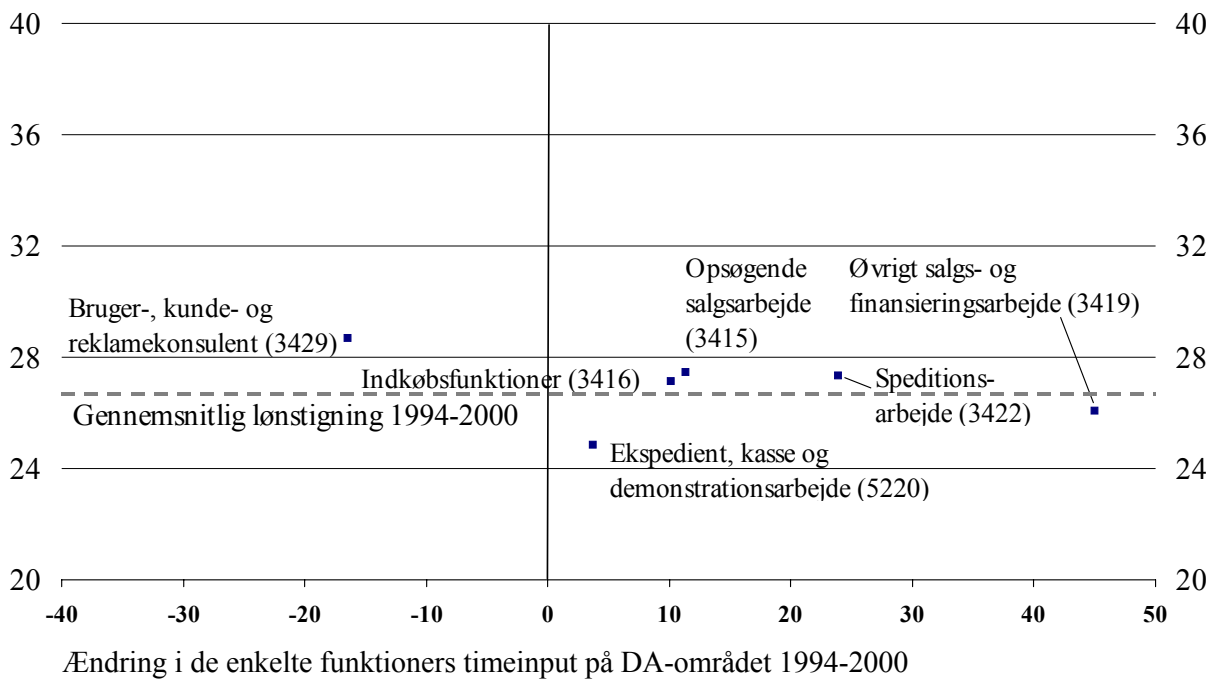 40
40
36
36
32
32
Opsøgende
salgsarbejde
(3415)
Øvrigt salgs- og
finansieringsarbejde (3419)
Bruger-, kunde- og
reklamekonsulent (3429)
28
28
Indkøbsfunktioner (3416)
Speditions-
arbejde (3422)
Gennemsnitlig lønstigning 1994-2000
Ekspedient, kasse og
demonstrationsarbejde (5220)
24
24
20
20
-40 -30 -20 -10 0 10 20 30 40 50
Ændring i de enkelte funktioners timeinput på DA-området 1994-2000